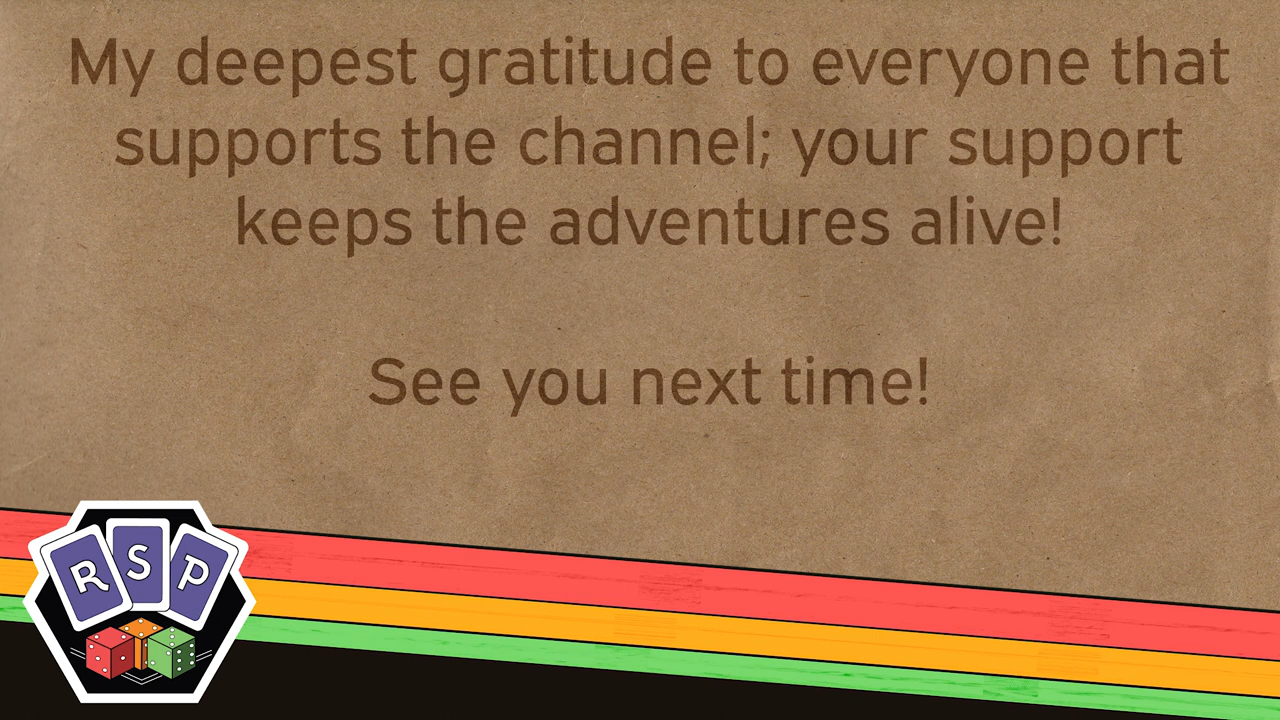 My deepest gratitude to everyone that
supports the channel; your support
keeps the adventures alive!
See you next time!
R S P